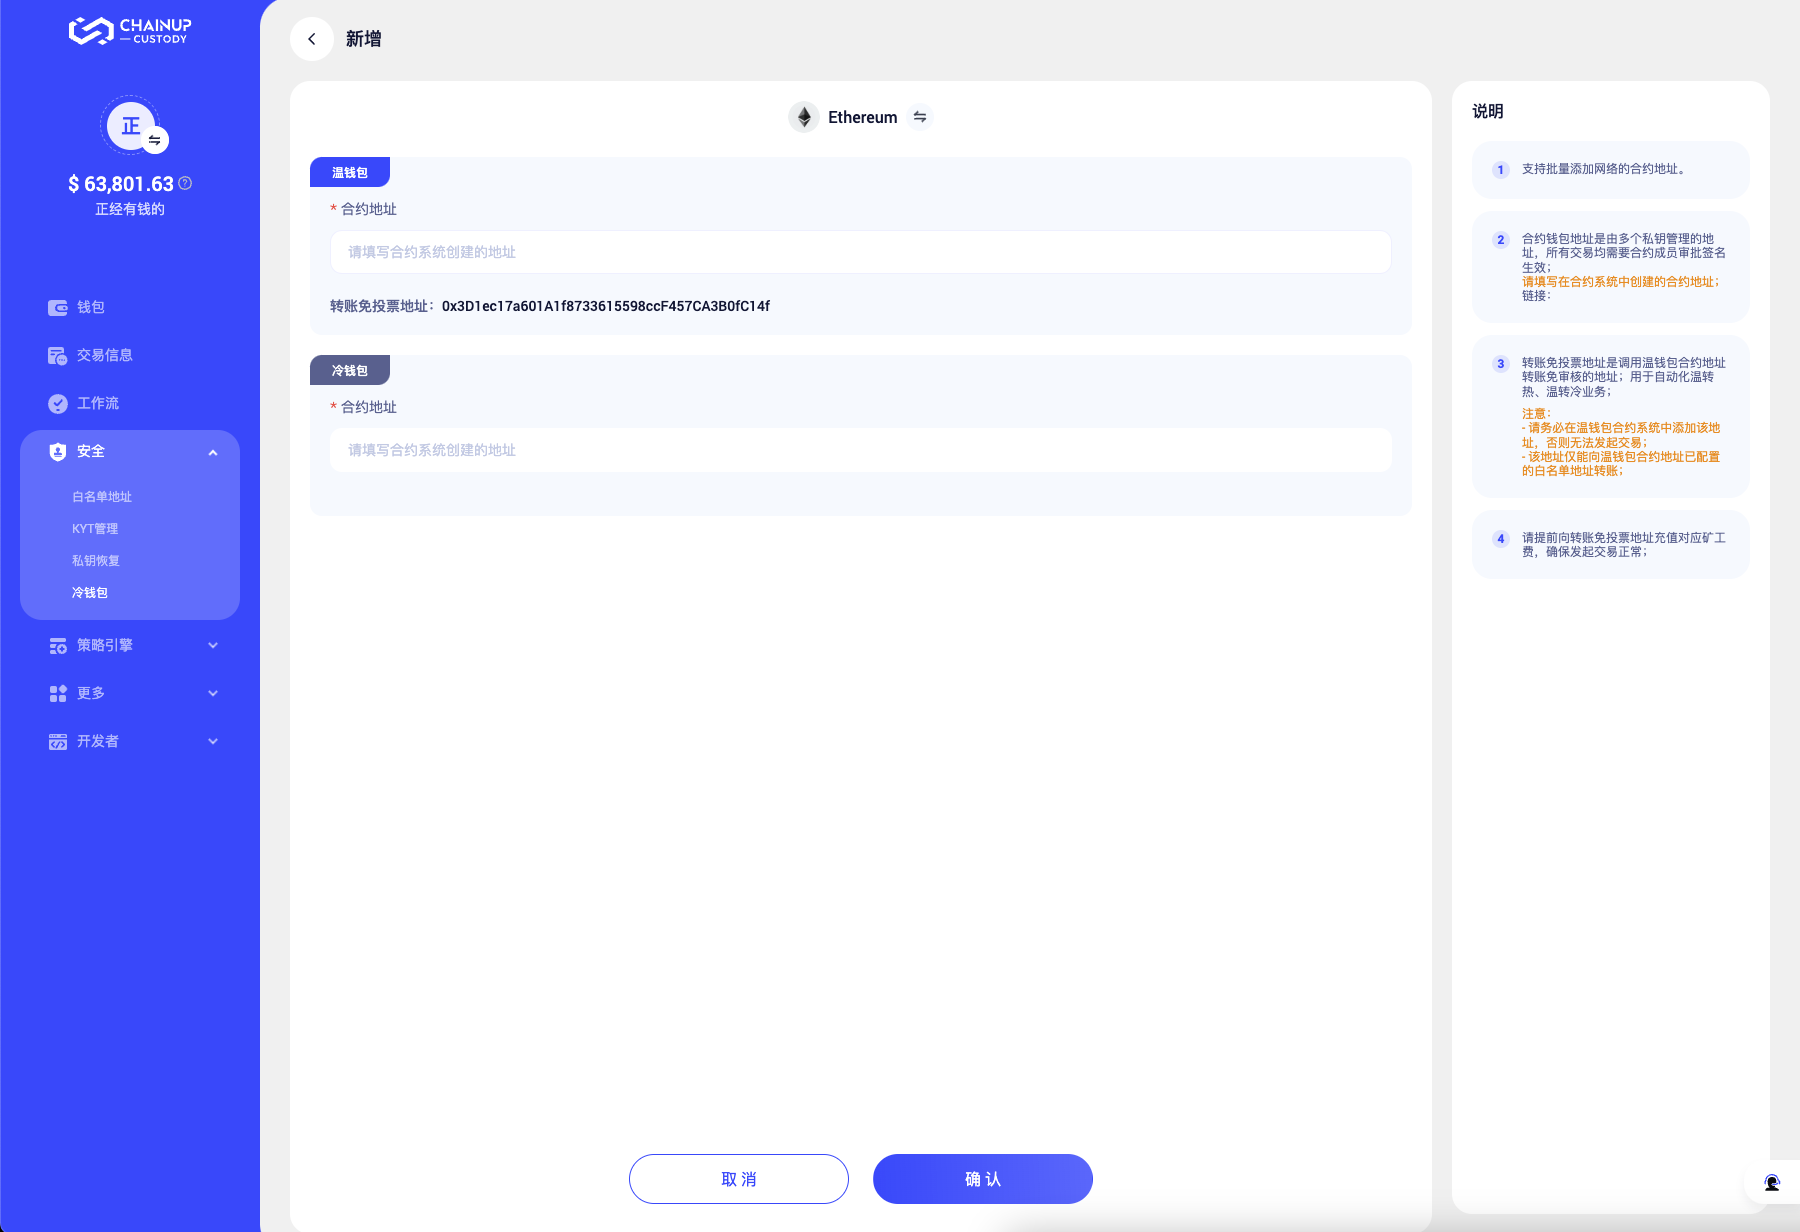 CHAINUP
CUSTODY
正
$ 63,801.63
正经有钱的
钱包
交易信息
工作流
安全
白名单地址
KYT管理
私钥恢复
冷钱包
策略引擎
更多
开发者
新增
Ethereum
温钱包
* 合约地址
请填写合约系统创建的地址
转账免投票地址：0x3D1ec17a601A1f8733615598ccF457CA3B0fC14f
冷钱包
* 合约地址
请填写合约系统创建的地址
取 消
确 认
说明
1 支持批量添加网络的合约地址。
2 合约钱包地址是由多个私钥管理的地
址，所有交易均需要合约成员审批签名
生效；
请填写在合约系统中创建的合约地址；
链接：
3 转账免投票地址是调用温钱包合约地址
转账免审核的地址；用于自动化温转
热、温转冷业务；
注意：
- 请务必在温钱包合约系统中添加该地
址，否则无法发起交易；
- 该地址仅能向温钱包合约地址已配置
的白名单地址转账；
4 请提前向转账免投票地址充值对应矿工
费，确保发起交易正常；